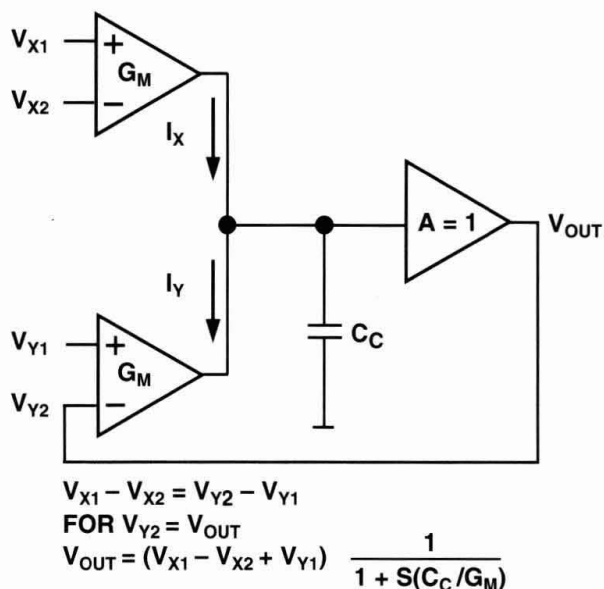 V_X1
+
G_M
V_X2
−
I_X
A = 1
V_OUT
I_Y
C_C
V_Y1
+
G_M
V_Y2
−
V_X1 − V_X2 = V_Y2 − V_Y1
FOR V_Y2 = V_OUT
V_OUT = (V_X1 − V_X2 + V_Y1) 1 / 1 + S(C_C/G_M)